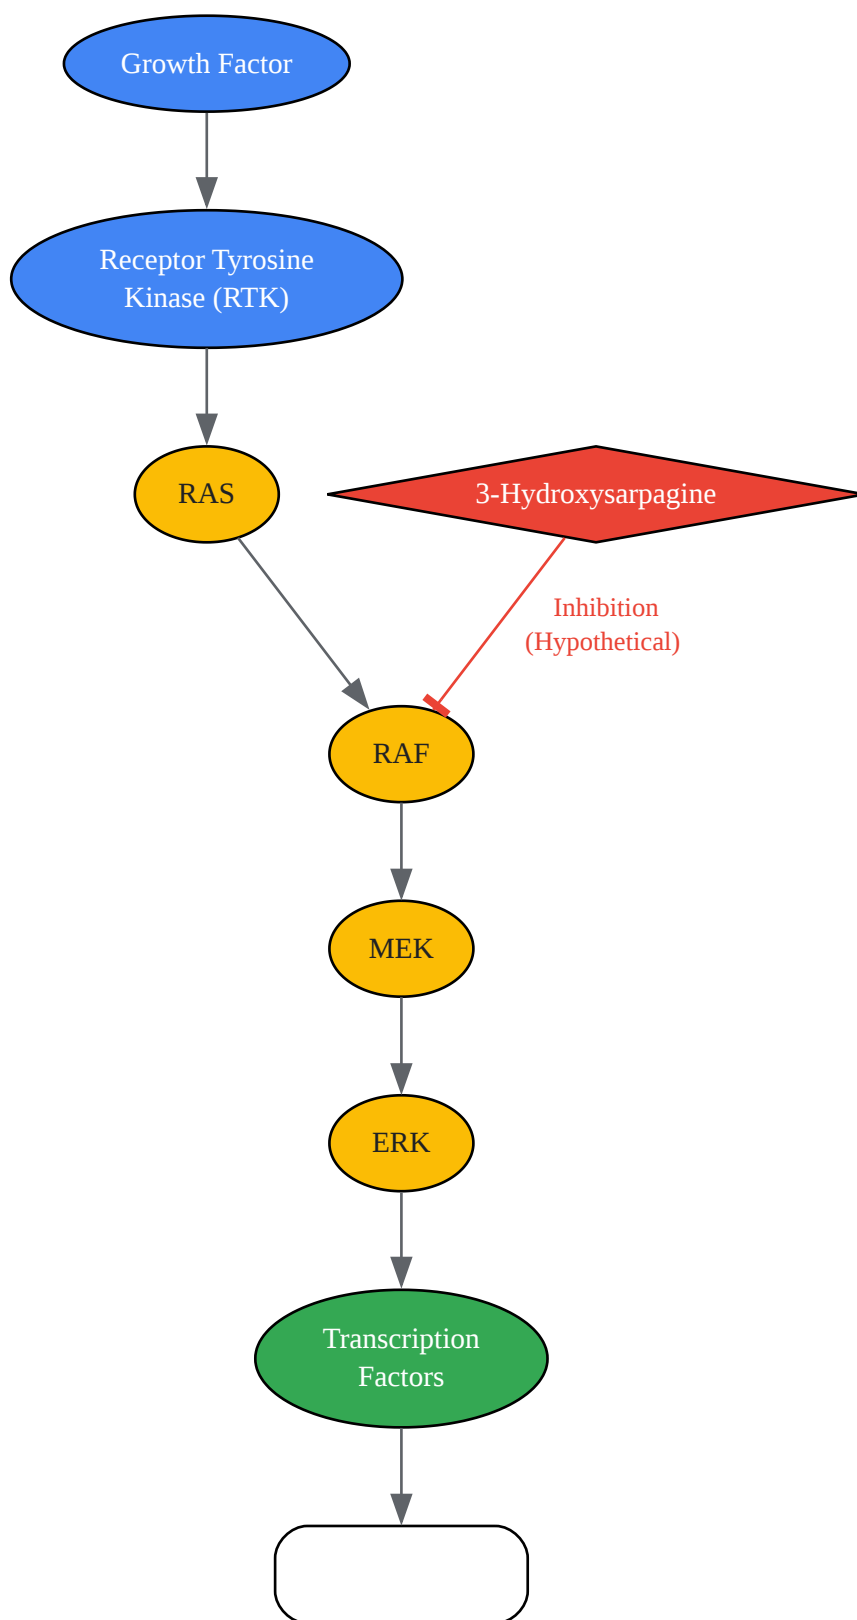 Growth Factor
Receptor Tyrosine
Kinase (RTK)
RAS
3-Hydroxysarpagine
Inhibition
(Hypothetical)
RAF
MEK
ERK
Transcription
Factors